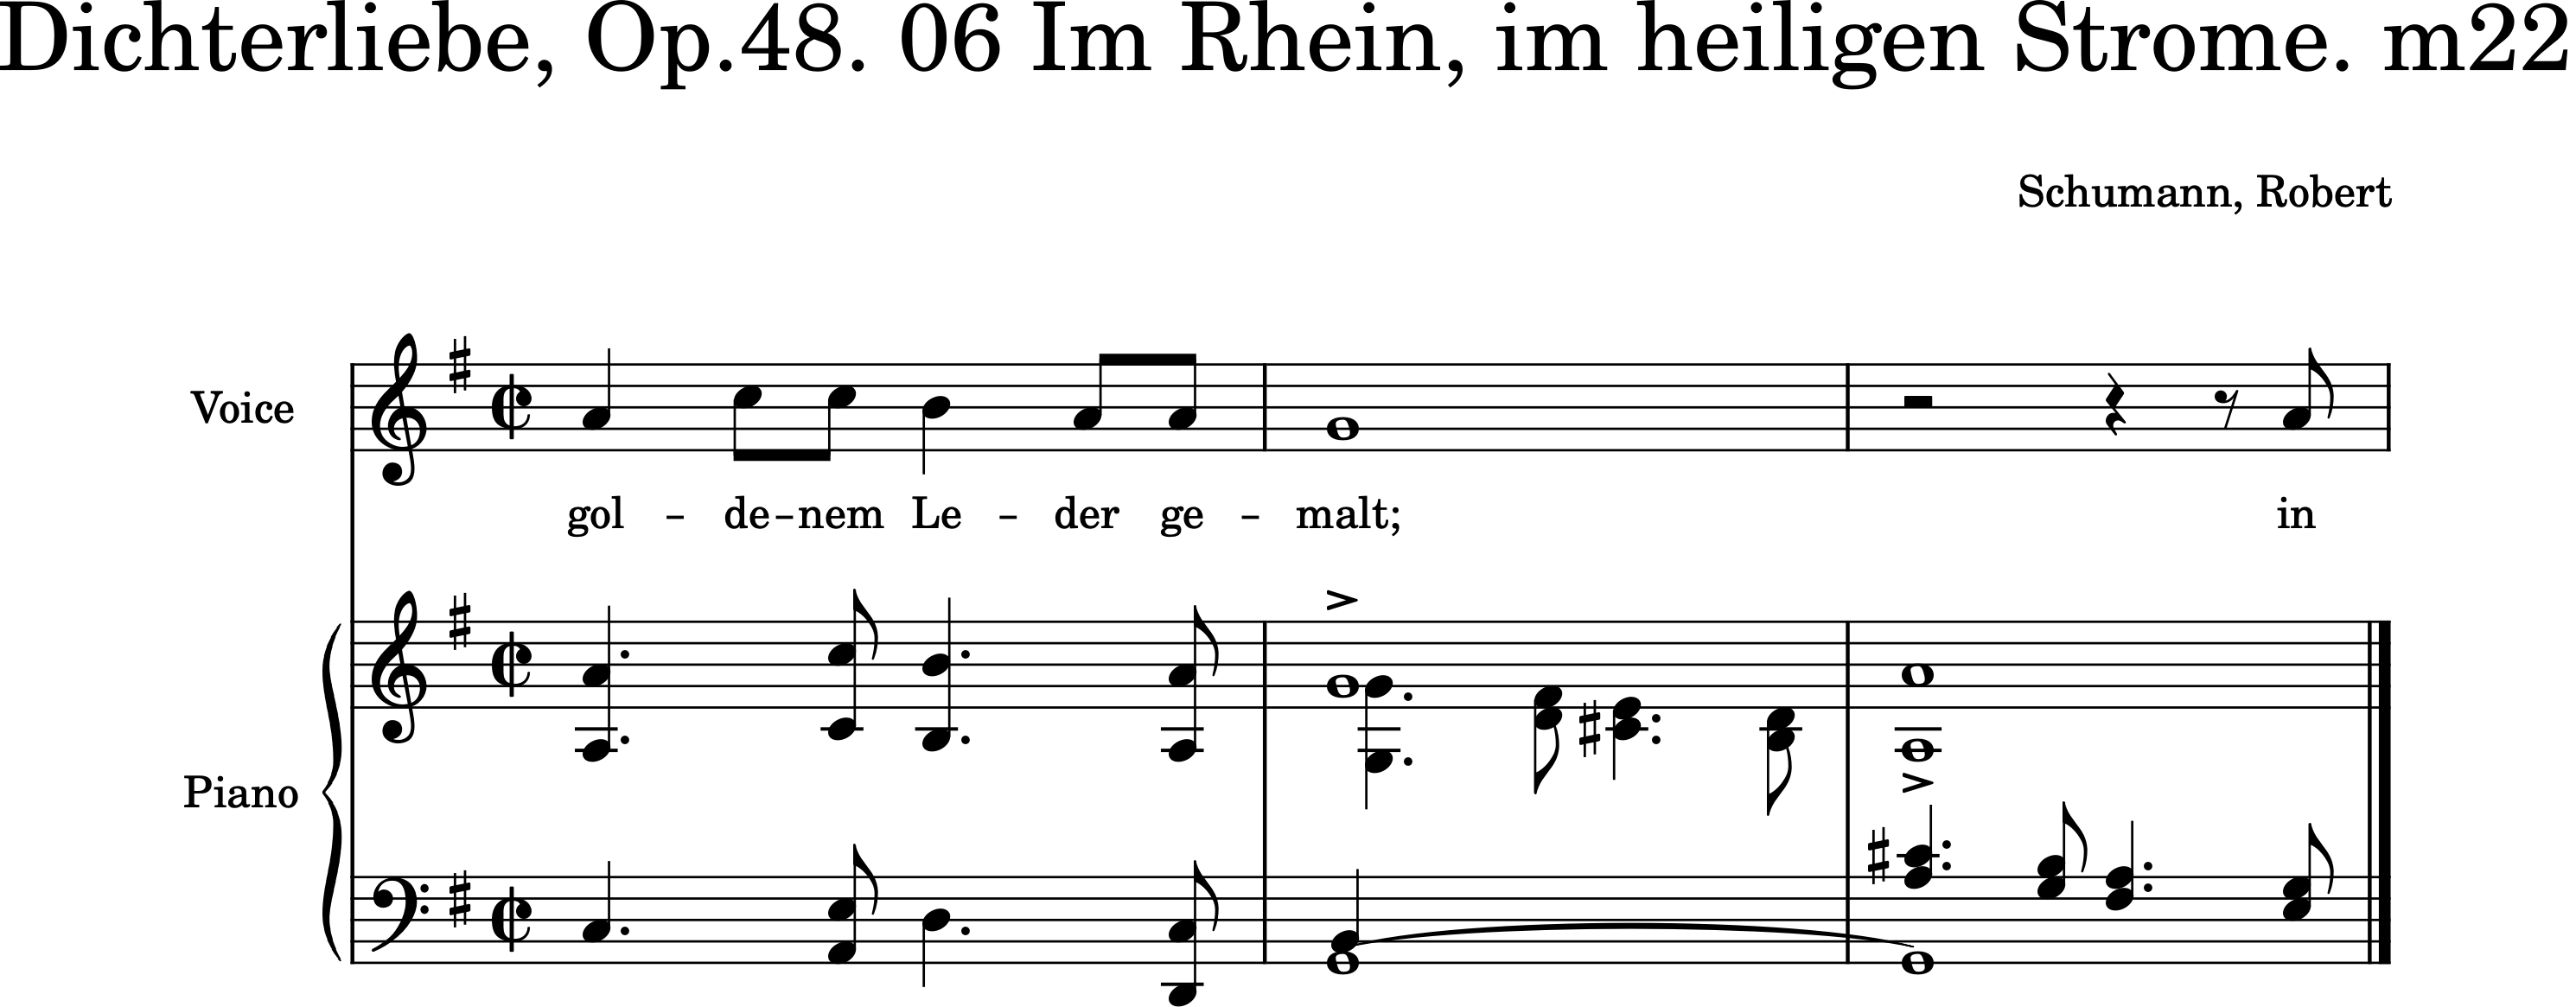 Dichterliebe, Op.48. 06 Im Rhein, im heiligen Strome. m22
Schumann, Robert
Voice
gol - de-nem Le - der ge - malt; in
Piano